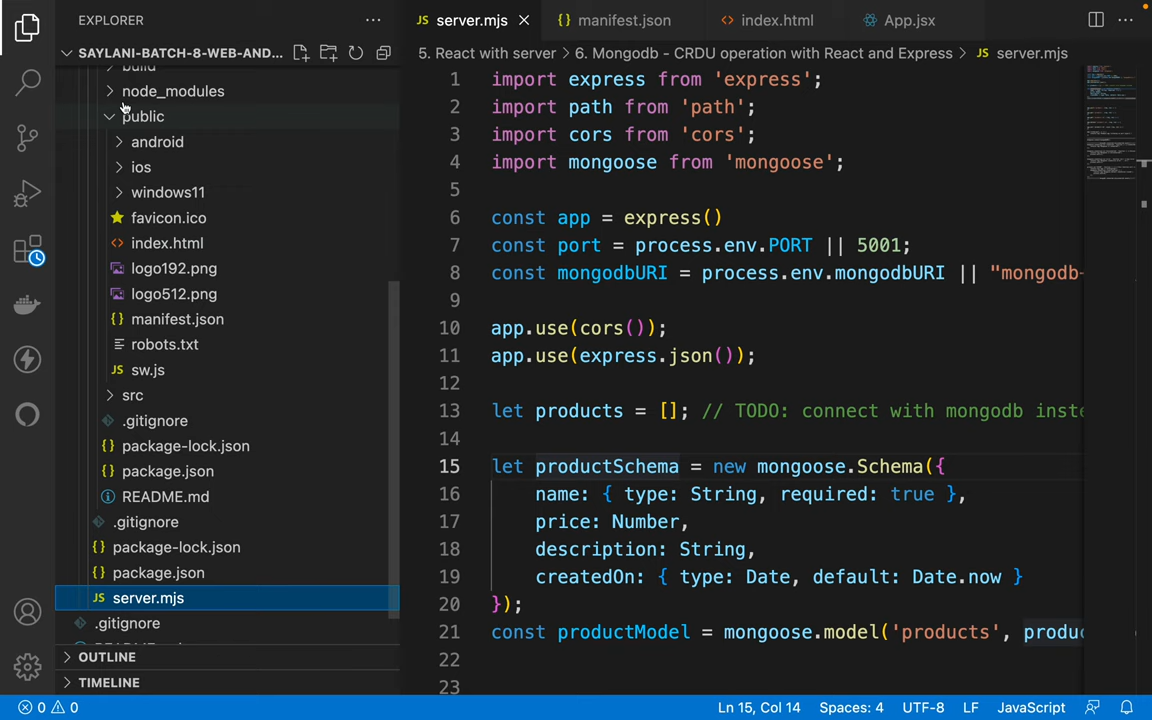 EXPLORER
SAYLANI-BATCH-8-WEB-AND...
build
node_modules
public
android
ios
windows11
favicon.ico
index.html
logo192.png
logo512.png
manifest.json
robots.txt
JS sw.js
src
.gitignore
{} package-lock.json
{} package.json
README.md
.gitignore
{} package-lock.json
{} package.json
JS server.mjs
.gitignore
OUTLINE
TIMELINE
JS server.mjs
{} manifest.json
<> index.html
App.jsx
5. React with server > 6. Mongodb - CRDU operation with React and Express > JS server.mjs
1 import express from 'express';
2 import path from 'path';
3 import cors from 'cors';
4 import mongoose from 'mongoose';
5
6 const app = express()
7 const port = process.env.PORT || 5001;
8 const mongodbURI = process.env.mongodbURI || "mongodb-
9
10 app.use(cors());
11 app.use(express.json());
12
13 let products = []; // TODO: connect with mongodb inste
14
15 let productSchema = new mongoose.Schema({
16 name: { type: String, required: true },
17 price: Number,
18 description: String,
19 createdOn: { type: Date, default: Date.now }
20 });
21 const productModel = mongoose.model('products', produc
22
23
0 0
Ln 15, Col 14 Spaces: 4 UTF-8 LF JavaScript